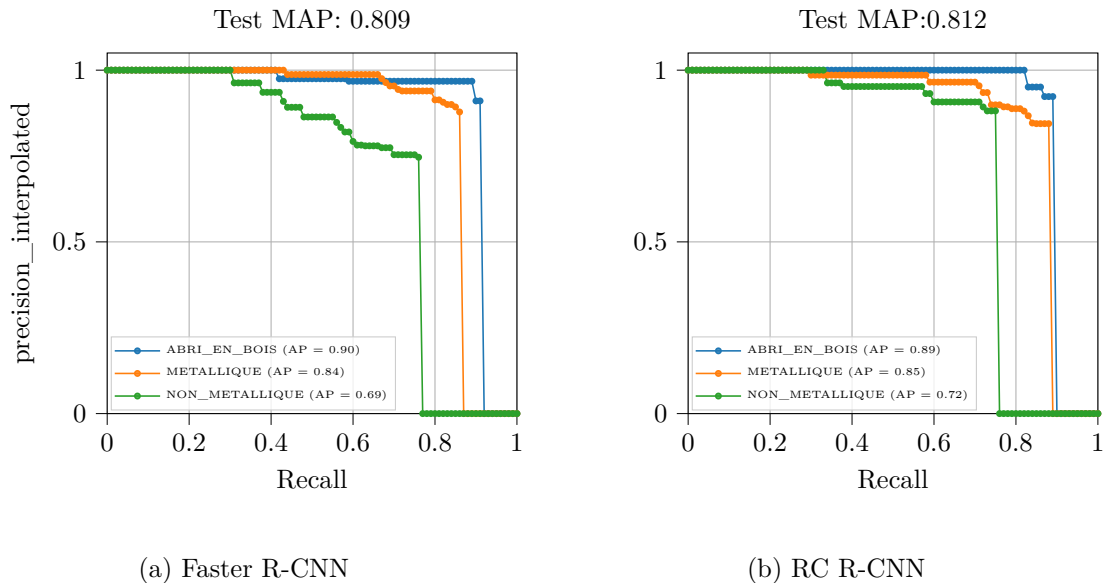 Test MAP: 0.809
1
0.5
0
precision_interpolated
ABRI_EN_BOIS (AP = 0.90)
METALLIQUE (AP = 0.84)
NON_METALLIQUE (AP = 0.69)
0 0.2 0.4 0.6 0.8 1
Recall
(a) Faster R-CNN
Test MAP:0.812
1
0.5
0
ABRI_EN_BOIS (AP = 0.89)
METALLIQUE (AP = 0.85)
NON_METALLIQUE (AP = 0.72)
0 0.2 0.4 0.6 0.8 1
Recall
(b) RC R-CNN